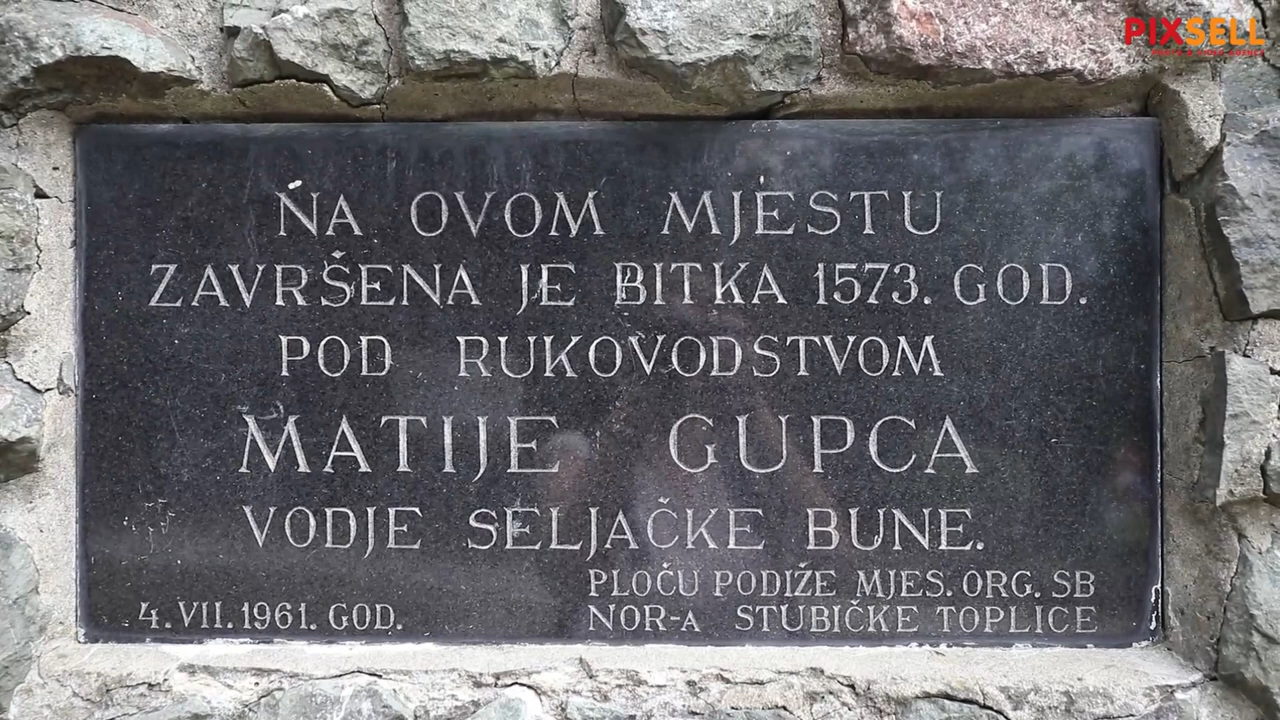 PIXSELL
NA OVOM MJESTU
ZAVRŠENA JE BITKA 1573. GOD.
POD RUKOVODSTVOM
MATIJE GUPCA
VODJE SELJAČKE BUNE.
PLOČU PODIŽE MJES. ORG. SB
4. VII. 1961. GOD. NOR-A STUBIČKE TOPLICE